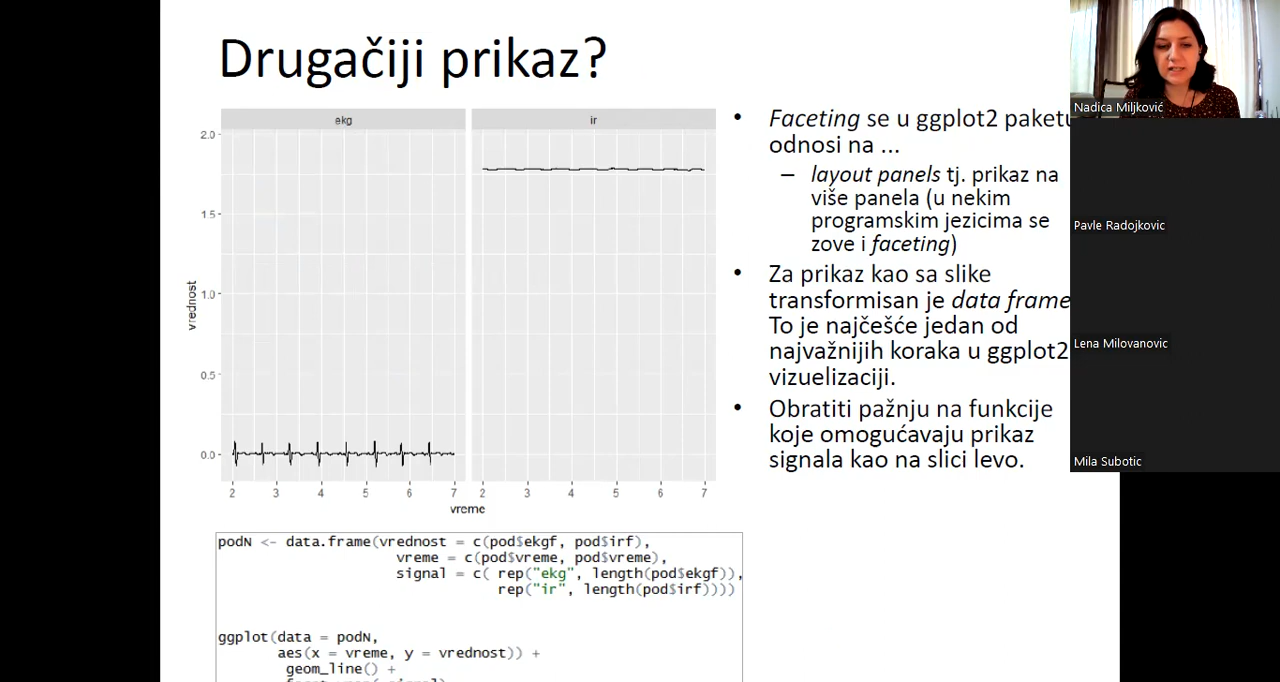 Drugačiji prikaz?
ekg
ir
2.0
1.5
1.0
0.5
0.0
vrednost
2 3 4 5 6 7
2 3 4 5 6 7
vreme
• Faceting se u ggplot2 paketu
odnosi na ...
– layout panels tj. prikaz na
više panela (u nekim
programskim jezicima se
zove i faceting)
• Za prikaz kao sa slike
transformisan je data frame
To je najčešće jedan od
najvažnijih koraka u ggplot2
vizuelizaciji.
• Obratiti pažnju na funkcije
koje omogućavaju prikaz
signala kao na slici levo.
podN <- data.frame(vrednost = c(pod$ekgf, pod$irf),
vreme = c(pod$vreme, pod$vreme),
signal = c( rep("ekg", length(pod$ekgf)),
rep("ir", length(pod$irf))))
ggplot(data = podN,
aes(x = vreme, y = vrednost)) +
geom_line() +
Nadica Miljković
Pavle Radojkovic
Lena Milovanovic
Mila Subotic